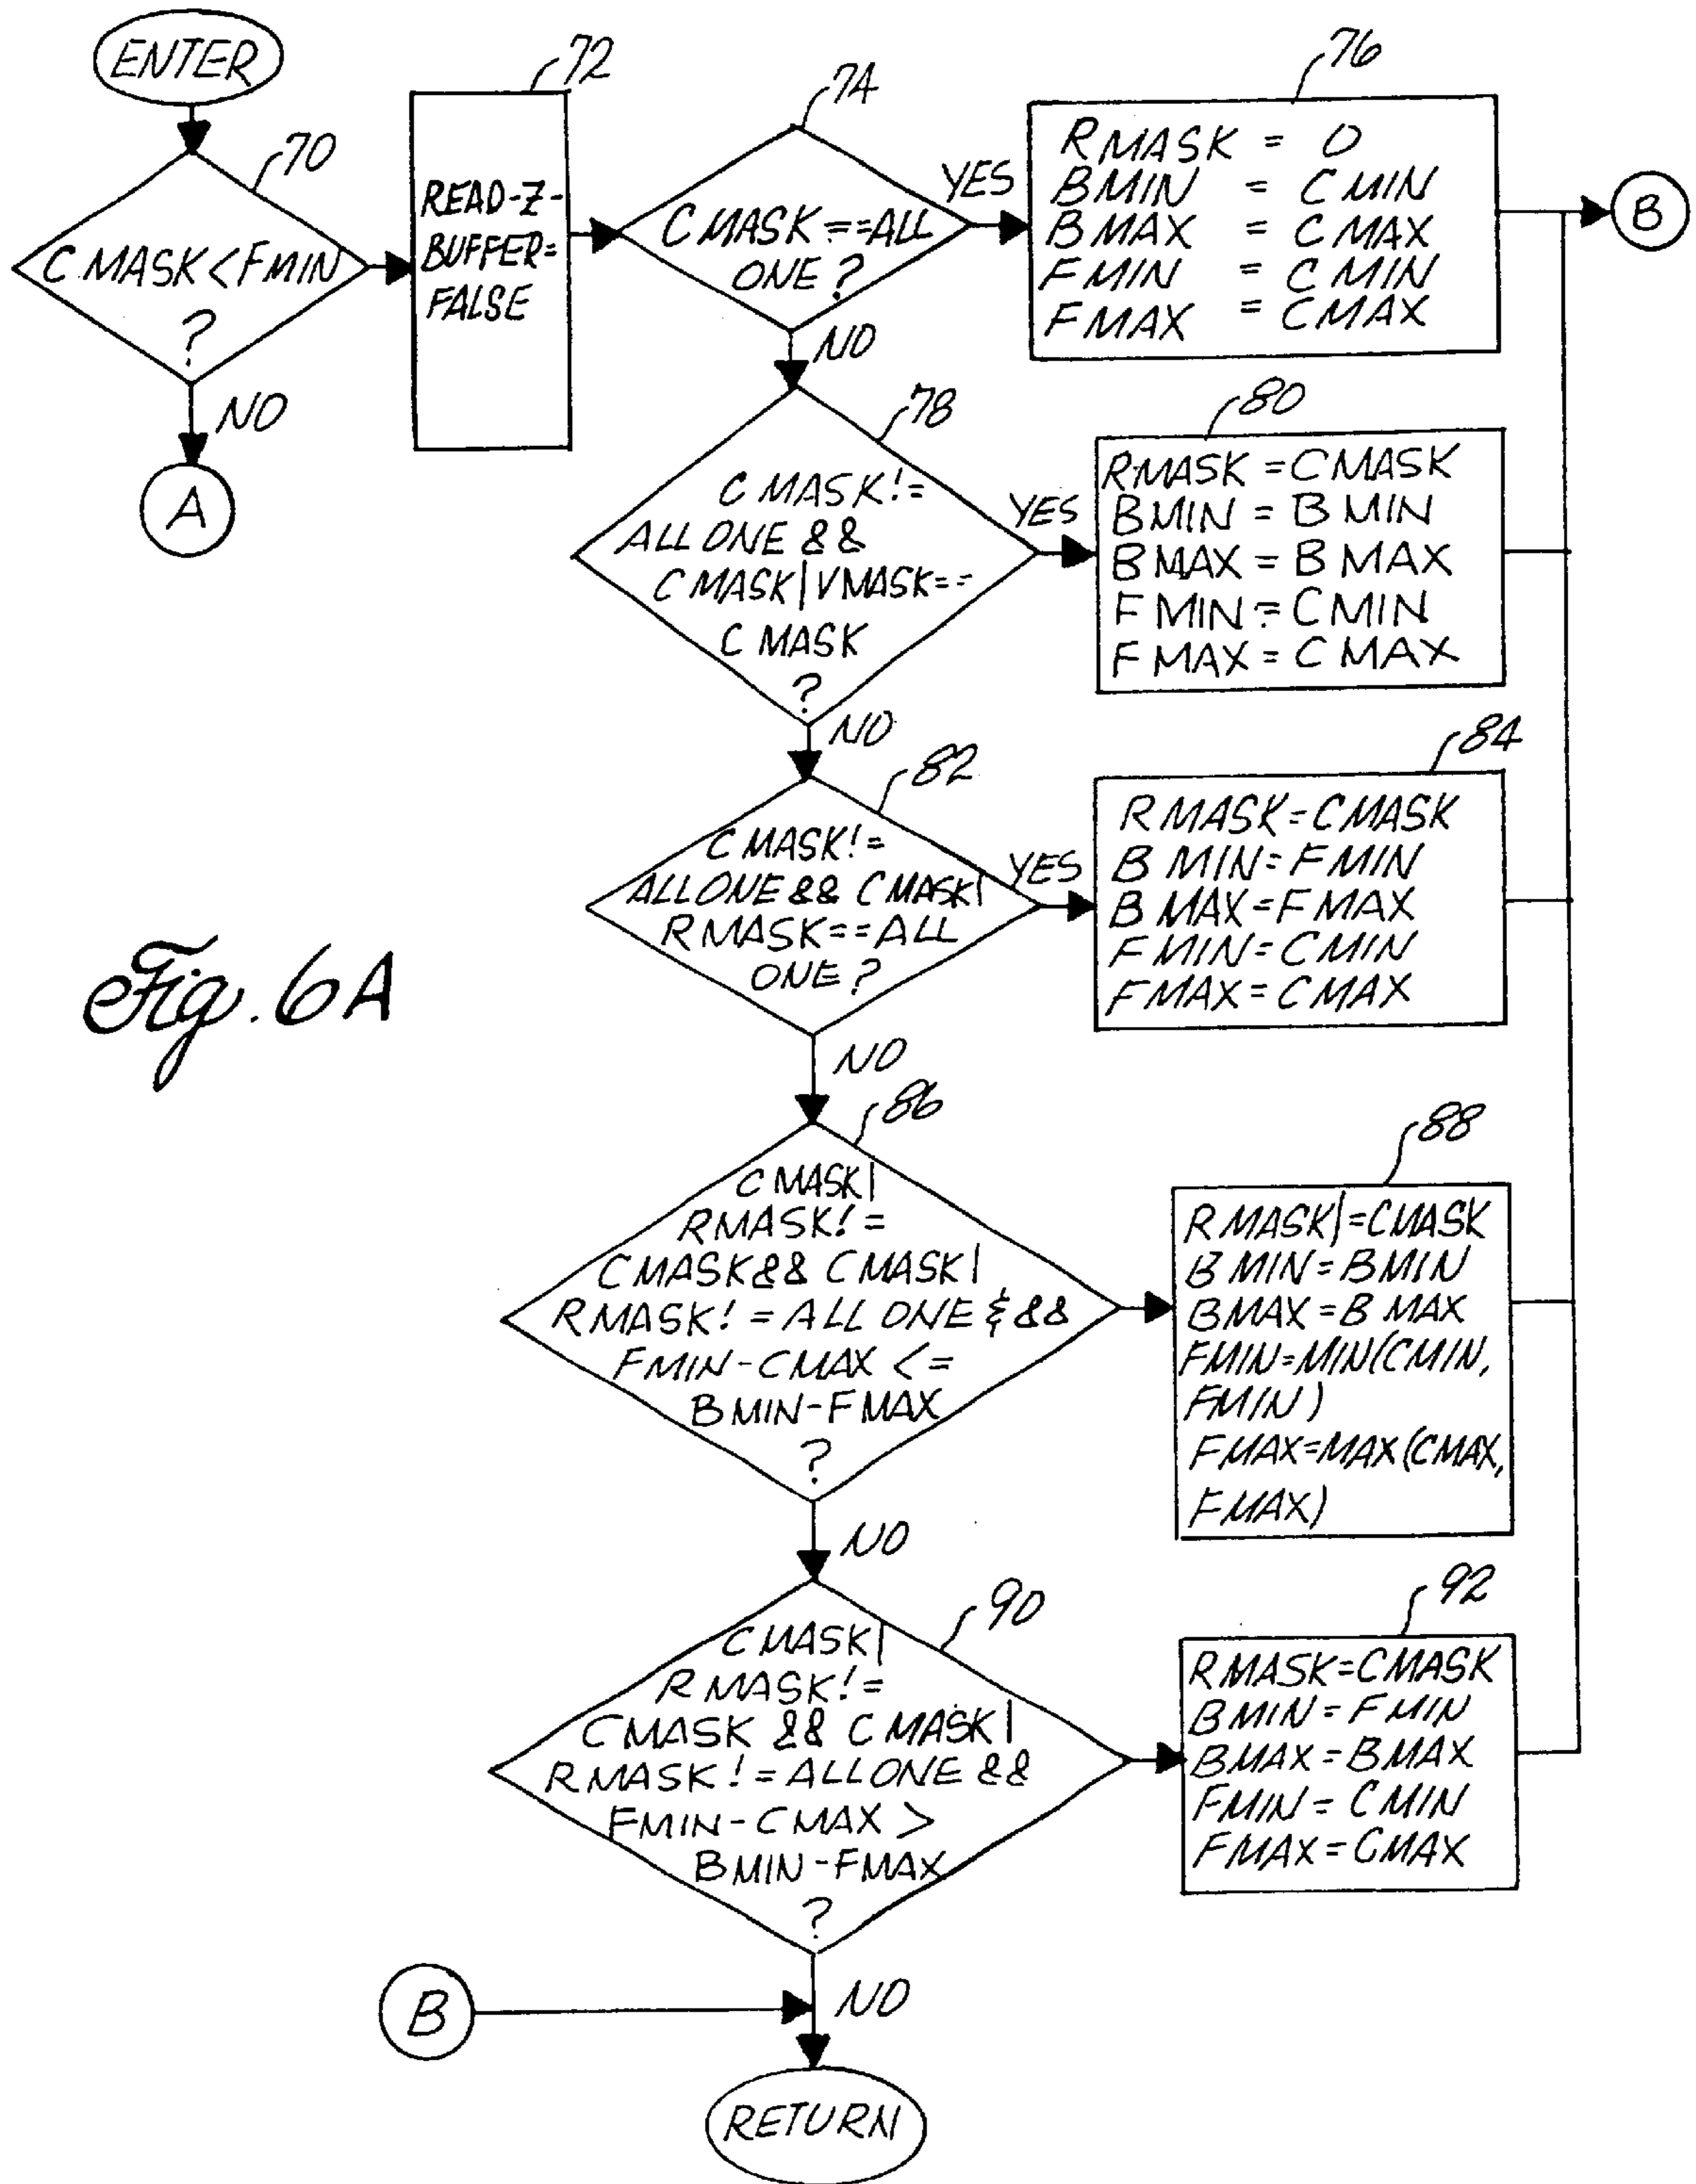 ENTER
70
C MASK < FMIN
?
NO
A
72
READ-Z-
BUFFER=
FALSE
74
C MASK == ALL
ONE ?
YES
NO
76
RMASK = 0
BMIN = CMIN
BMAX = CMAX
FMIN = CMIN
FMAX = CMAX
B
78
C MASK !=
ALL ONE &&
C MASK | VMASK ==
C MASK
?
YES
NO
80
RMASK = CMASK
BMIN = BMIN
BMAX = BMAX
FMIN = CMIN
FMAX = CMAX
82
C MASK !=
ALL ONE && CMASK |
RMASK == ALL
ONE ?
YES
NO
84
RMASK = CMASK
BMIN = FMIN
BMAX = FMAX
FMIN = CMIN
FMAX = CMAX
Fig. 6A
86
C MASK |
RMASK !=
CMASK && CMASK |
RMASK != ALL ONE & &&
FMIN - CMAX <=
BMIN - FMAX
?
NO
88
RMASK |= CMASK
BMIN = BMIN
BMAX = BMAX
FMIN = MIN(CMIN,
FMIN)
FMAX = MAX(CMAX,
FMAX)
90
C MASK |
RMASK !=
CMASK && CMASK |
RMASK != ALL ONE &&
FMIN - CMAX >
BMIN - FMAX
?
92
RMASK = CMASK
BMIN = FMIN
BMAX = BMAX
FMIN = CMIN
FMAX = CMAX
B
NO
RETURN